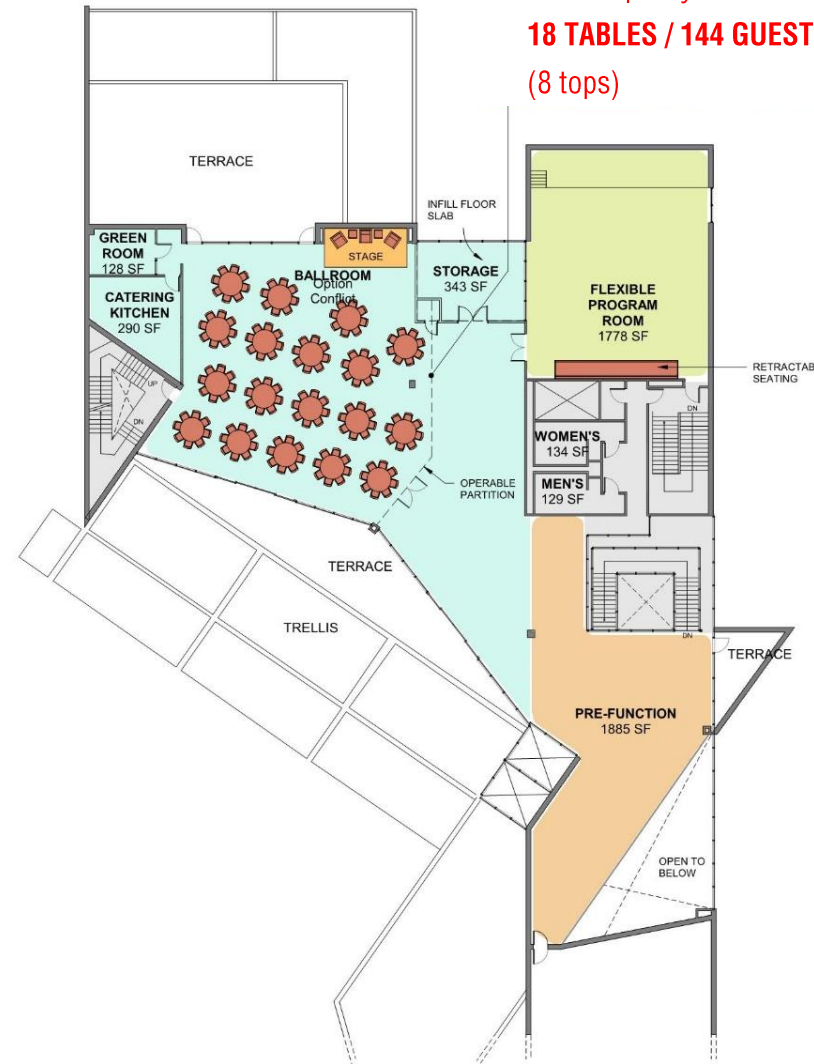 18 TABLES / 144 GUEST
(8 tops)
TERRACE
INFILL FLOOR
SLAB
GREEN
ROOM
128 SF
STAGE
BALLROOM
Option
Conflict
STORAGE
343 SF
CATERING
KITCHEN
290 SF
FLEXIBLE
PROGRAM
ROOM
1778 SF
RETRACTAB
SEATING
UP
DN
DN
WOMEN'S
134 SF
OPERABLE
PARTITION
MEN'S
129 SF
TERRACE
TRELLIS
DN
TERRACE
PRE-FUNCTION
1885 SF
OPEN TO
BELOW